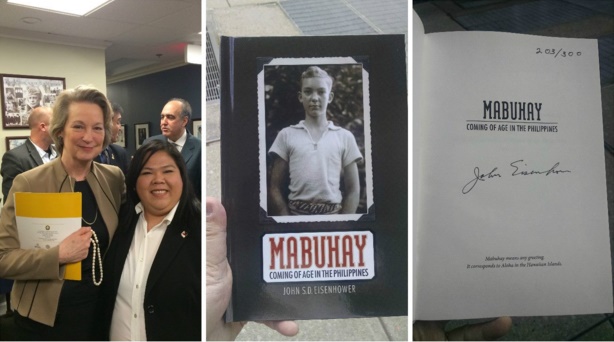 MABUHAY
COMING OF AGE IN THE PHILIPPINES
JOHN S.D. EISENHOWER
203/300
MABUHAY
COMING OF AGE IN THE PHILIPPINES
John Eisenhower
Mabuhay means any greeting.
It corresponds to Aloha in the Hawaiian Islands.